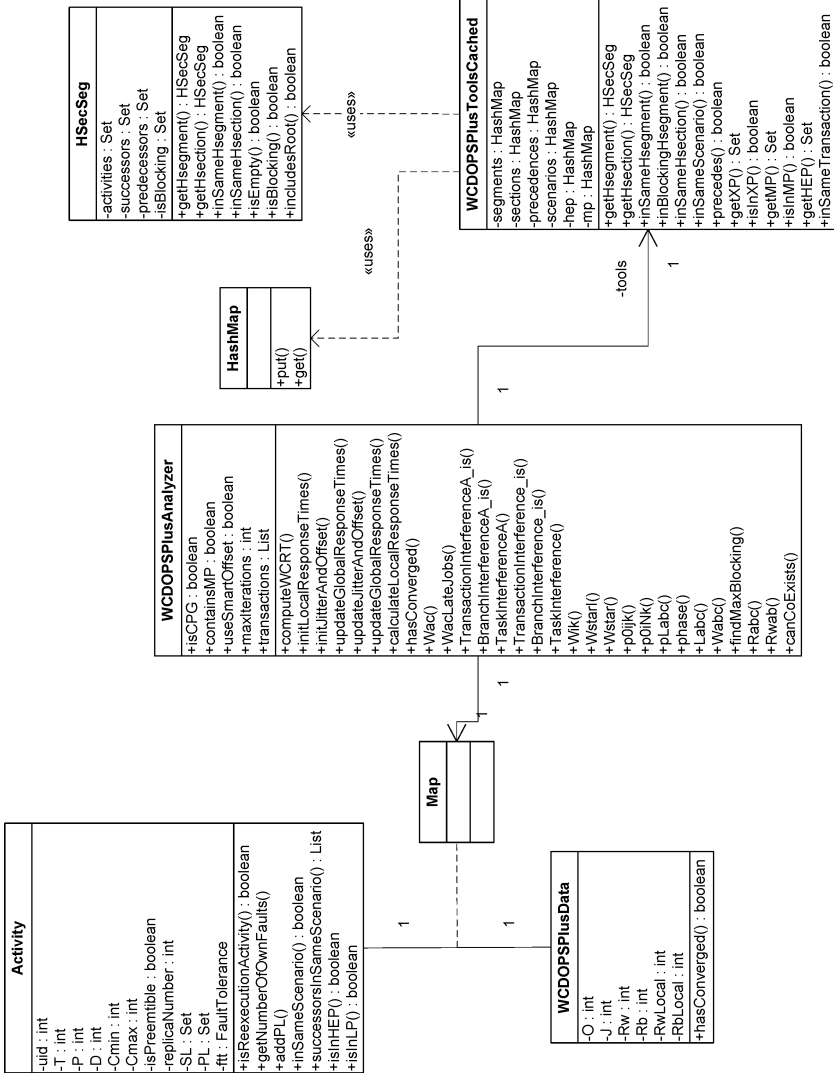 Activity
-uid : int
-T : int
-P : int
-D : int
-Cmin : int
-Cmax : int
-isPreemtible : boolean
-replicaNumber : int
-SL : Set
-PL : Set
-ftt : FaultTolerance
+isReexecutionActivity() : boolean
+getNumberOfOwnFaults()
+addPL()
+inSameScenario() : boolean
+successorsInSameScenario() : List
+isInHEP() : boolean
+isInLP() : boolean
1
1
WCDOPSPlusData
-O : int
-J : int
-Rw : int
-Rb : int
-RwLocal : int
-RbLocal : int
+hasConverged() : boolean
Map
1
1
WCDOPSPlusAnalyzer
+isCPG : boolean
+containsMP : boolean
+useSmartOffset : boolean
+maxIterations : int
+transactions : List
+computeWCRT()
+initLocalResponseTimes()
+initJitterAndOffset()
+updateGlobalResponseTimes()
+updateJitterAndOffset()
+updateGlobalResponseTimes()
+calculateLocalResponseTimes()
+hasConverged()
+Wac()
+WacLateJobs()
+TransactionInterferenceA_is()
+BranchInterferenceA_is()
+TaskInterferenceA()
+TransactionInterference_is()
+BranchInterference_is()
+TaskInterference()
+Wik()
+Wstarl()
+Wstar()
+p0ijk()
+p0iNk()
+pLabc()
+phase()
+Labc()
+Wabc()
+findMaxBlocking()
+Rabc()
+Rwab()
+canCoExists()
1
-tools
1
HashMap
+put()
+get()
«uses»
«uses»
HSecSeg
-activities : Set
-successors : Set
-predecessors : Set
-isBlocking : Set
+getHsegment() : HSecSeg
+getHsection() : HSecSeg
+inSameHsegment() : boolean
+inSameHsection() : boolean
+isEmpty() : boolean
+isBlocking() : boolean
+includesRoot() : boolean
WCDOPSPlusToolsCached
-segments : HashMap
-sections : HashMap
-precedences : HashMap
-scenarios : HashMap
-hep : HashMap
-mp : HashMap
+getHsegment() : HSecSeg
+getHsection() : HSecSeg
+inSameHsegment() : boolean
+inBlockingHsegment() : boolean
+inSameHsection() : boolean
+inSameScenario() : boolean
+precedes() : boolean
+getXP() : Set
+isInXP() : boolean
+getMP() : Set
+isInMP() : boolean
+getHEP() : Set
+inSameTransaction() : boolean